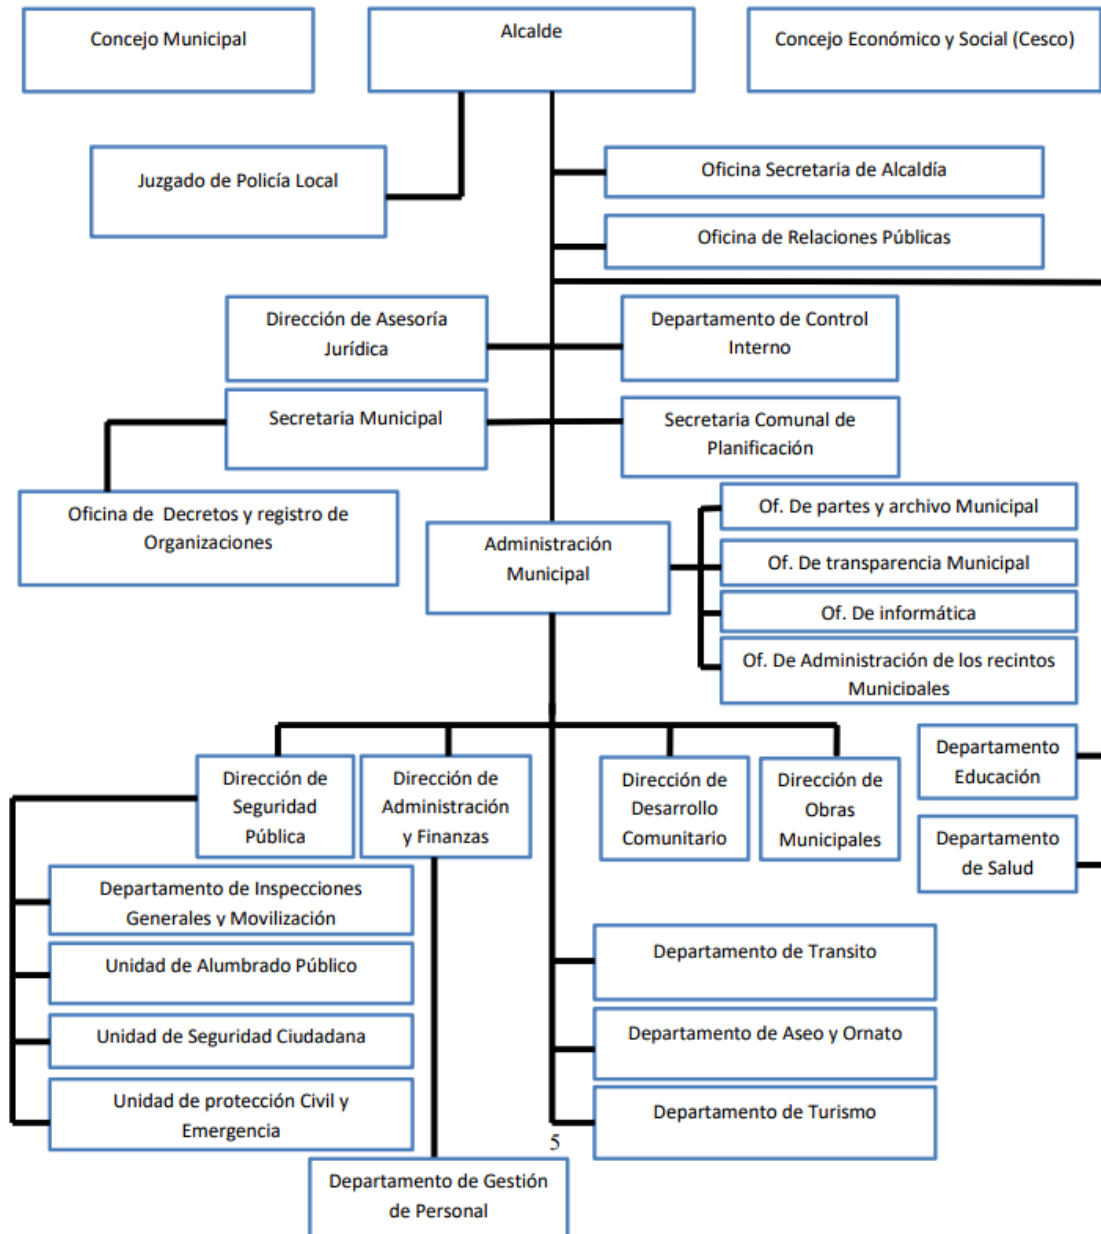 Concejo Municipal
Alcalde
Concejo Económico y Social (Cesco)
Juzgado de Policía Local
Oficina Secretaria de Alcaldía
Oficina de Relaciones Públicas
Dirección de Asesoría
Jurídica
Departamento de Control
Interno
Secretaria Municipal
Secretaria Comunal de
Planificación
Oficina de Decretos y registro de
Organizaciones
Administración
Municipal
Of. De partes y archivo Municipal
Of. De transparencia Municipal
Of. De informática
Of. De Administración de los recintos
Municipales
Dirección de
Seguridad
Pública
Dirección de
Administración
y Finanzas
Dirección de
Desarrollo
Comunitario
Dirección de
Obras
Municipales
Departamento
Educación
Departamento
de Salud
Departamento de Inspecciones
Generales y Movilización
Unidad de Alumbrado Público
Unidad de Seguridad Ciudadana
Unidad de protección Civil y
Emergencia
Departamento de Transito
Departamento de Aseo y Ornato
Departamento de Turismo
5
Departamento de Gestión
de Personal